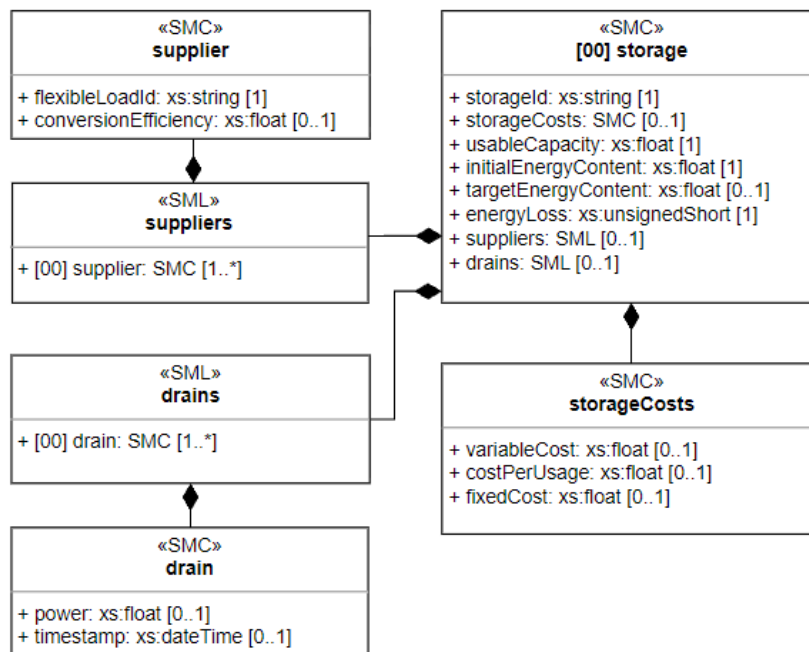 «SMC»
supplier
+ flexibleLoadId: xs:string [1]
+ conversionEfficiency: xs:float [0..1]
«SML»
suppliers
+ [00] supplier: SMC [1..*]
«SML»
drains
+ [00] drain: SMC [1..*]
«SMC»
drain
+ power: xs:float [0..1]
+ timestamp: xs:dateTime [0..1]
«SMC»
[00] storage
+ storageId: xs:string [1]
+ storageCosts: SMC [0..1]
+ usableCapacity: xs:float [1]
+ initialEnergyContent: xs:float [1]
+ targetEnergyContent: xs:float [0..1]
+ energyLoss: xs:unsignedShort [1]
+ suppliers: SML [0..1]
+ drains: SML [0..1]
«SMC»
storageCosts
+ variableCost: xs:float [0..1]
+ costPerUsage: xs:float [0..1]
+ fixedCost: xs:float [0..1]